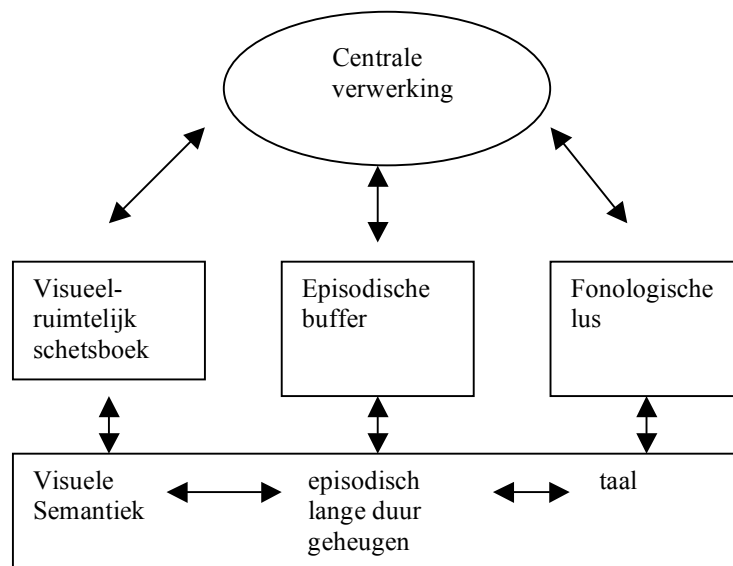 Centrale
verwerking
Visueel-
ruimtelijk
schetsboek
Episodische
buffer
Fonologische
lus
Visuele
Semantiek
episodisch
lange duur
geheugen
taal